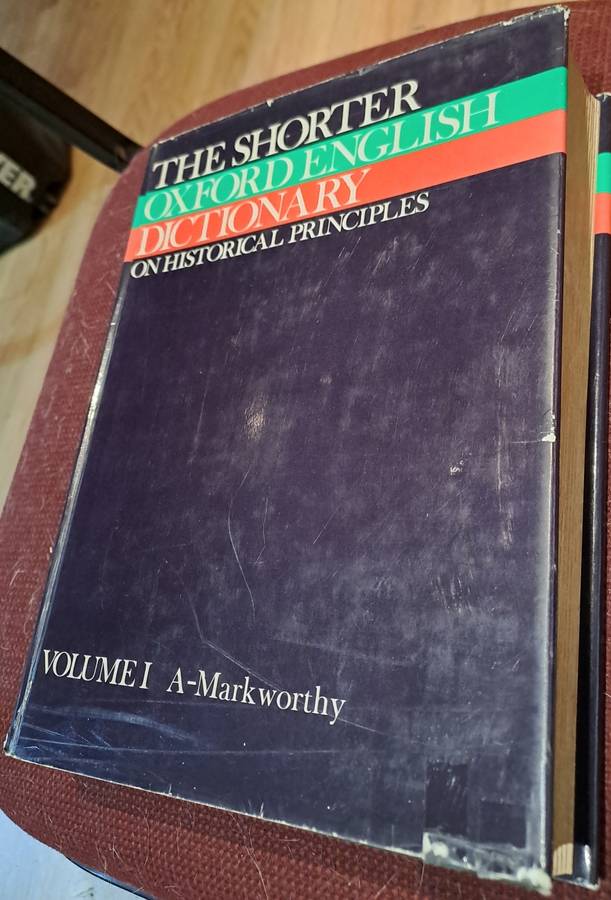 THE SHORTER
OXFORD ENGLISH
DICTIONARY
ON HISTORICAL PRINCIPLES
VOLUME I A-Markworthy